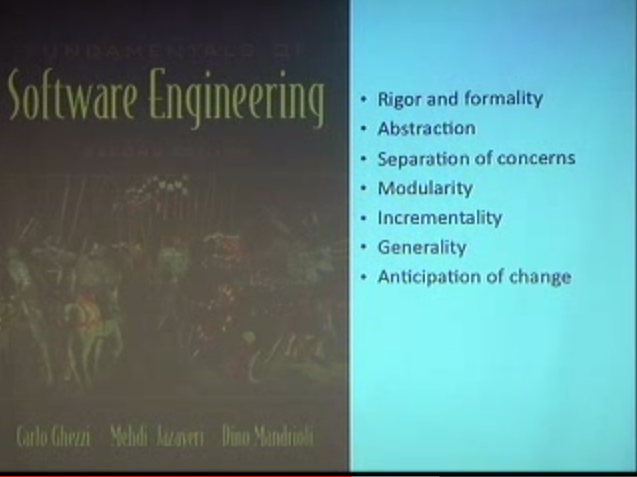 FUNDAMENTALS OF
Software Engineering
SECOND EDITION
Carlo Ghezzi Mehdi Jazayeri Dino Mandrioli
• Rigor and formality
• Abstraction
• Separation of concerns
• Modularity
• Incrementality
• Generality
• Anticipation of change